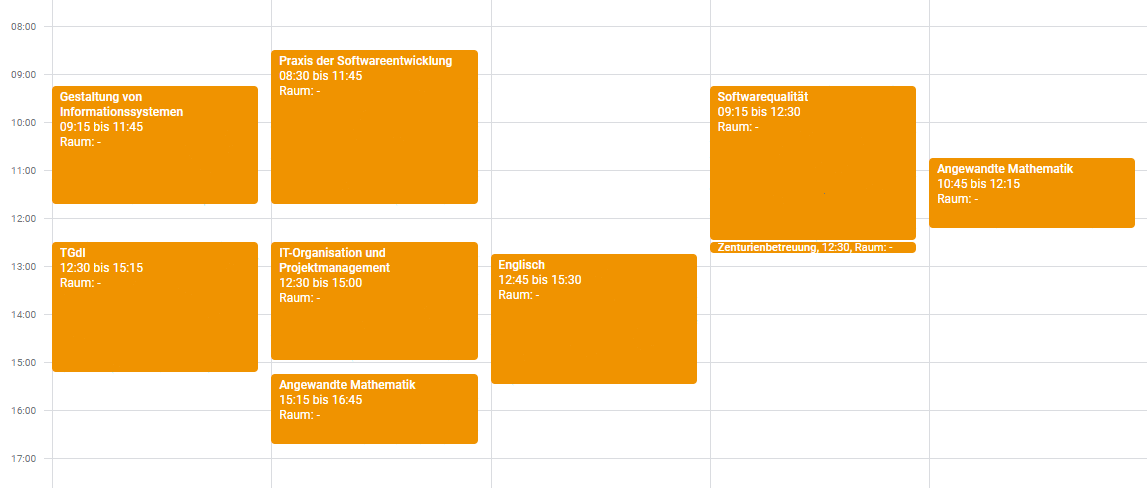 08:00
09:00
10:00
11:00
12:00
13:00
14:00
15:00
16:00
17:00
Gestaltung von
Informationssystemen
09:15 bis 11:45
Raum: -
TGdI
12:30 bis 15:15
Raum: -
Praxis der Softwareentwicklung
08:30 bis 11:45
Raum: -
IT-Organisation und
Projektmanagement
12:30 bis 15:00
Raum: -
Angewandte Mathematik
15:15 bis 16:45
Raum: -
Englisch
12:45 bis 15:30
Raum: -
Softwarequalität
09:15 bis 12:30
Raum: -
Zenturienbetreuung, 12:30, Raum: -
Angewandte Mathematik
10:45 bis 12:15
Raum: -